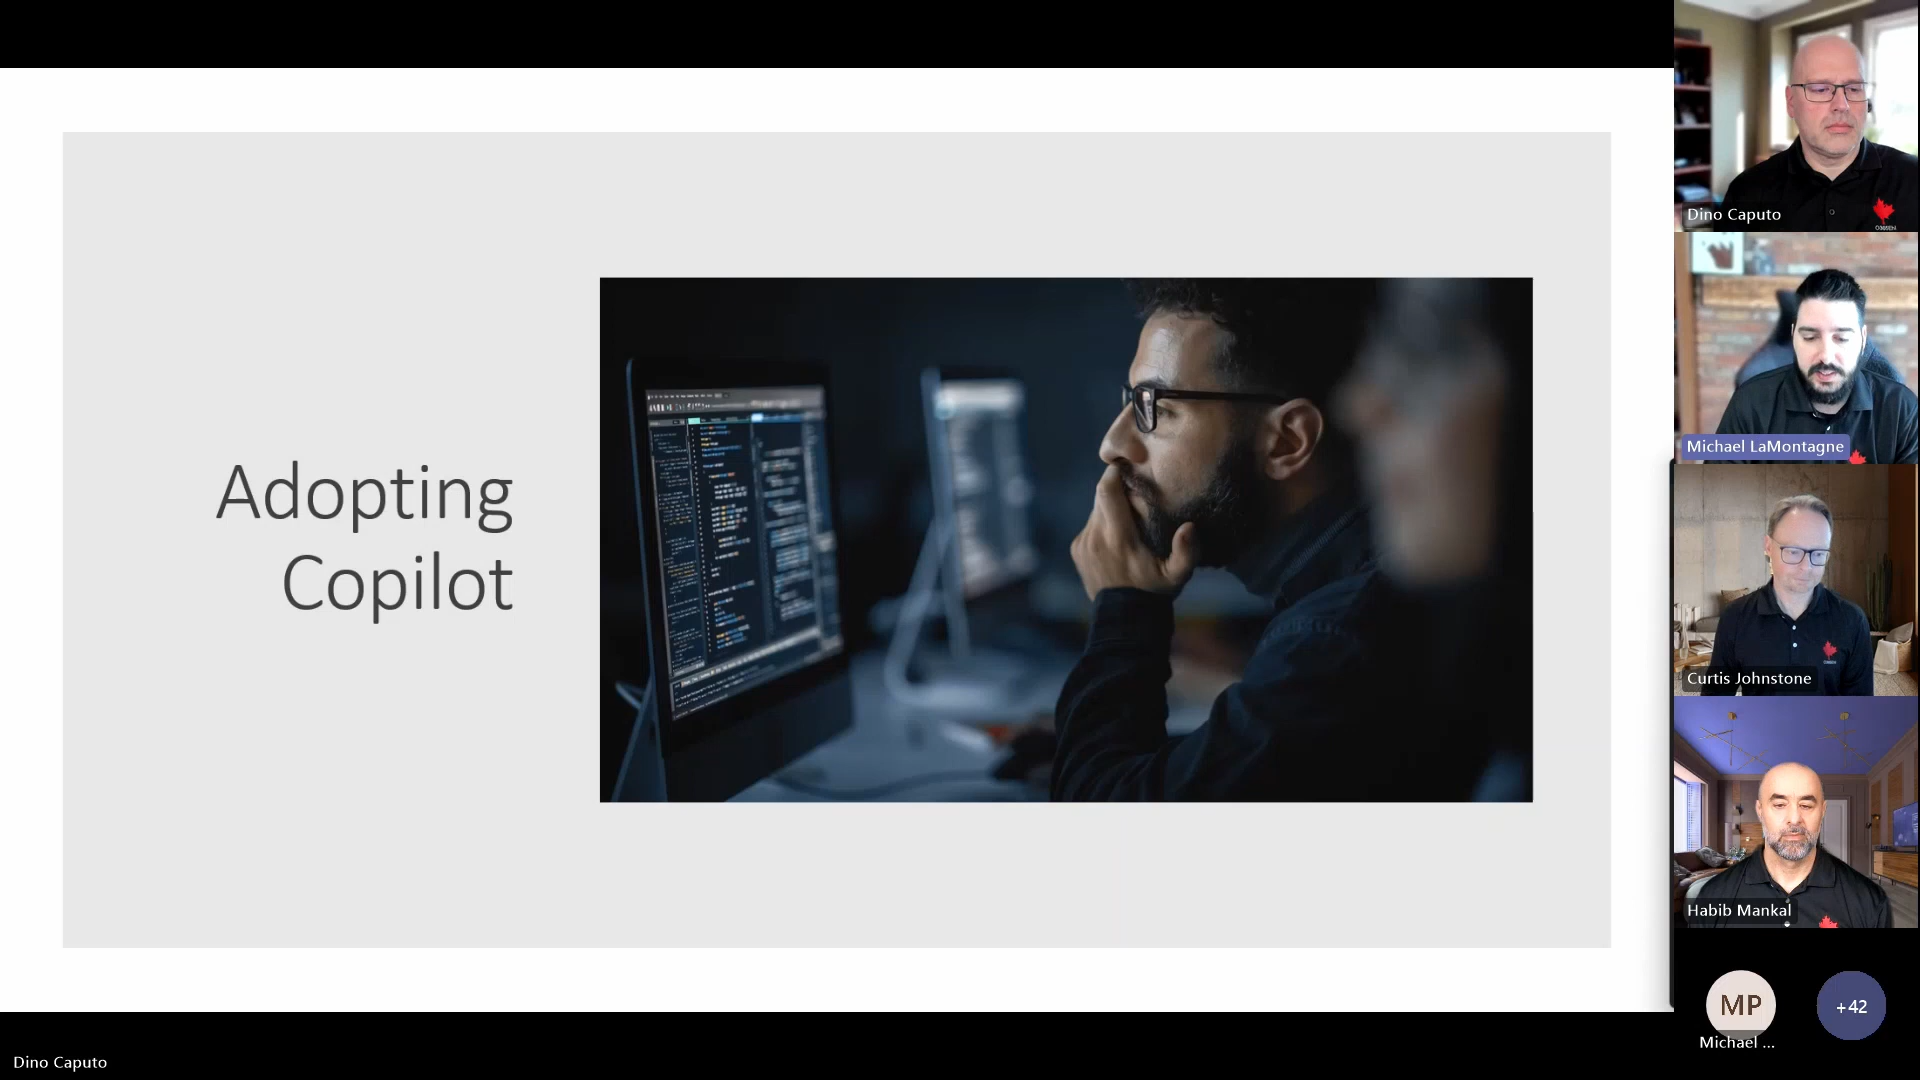 Adopting
Copilot
Dino Caputo
Michael LaMontagne
Curtis Johnstone
Habib Mankal
MP
+42
Michael ...
Dino Caputo